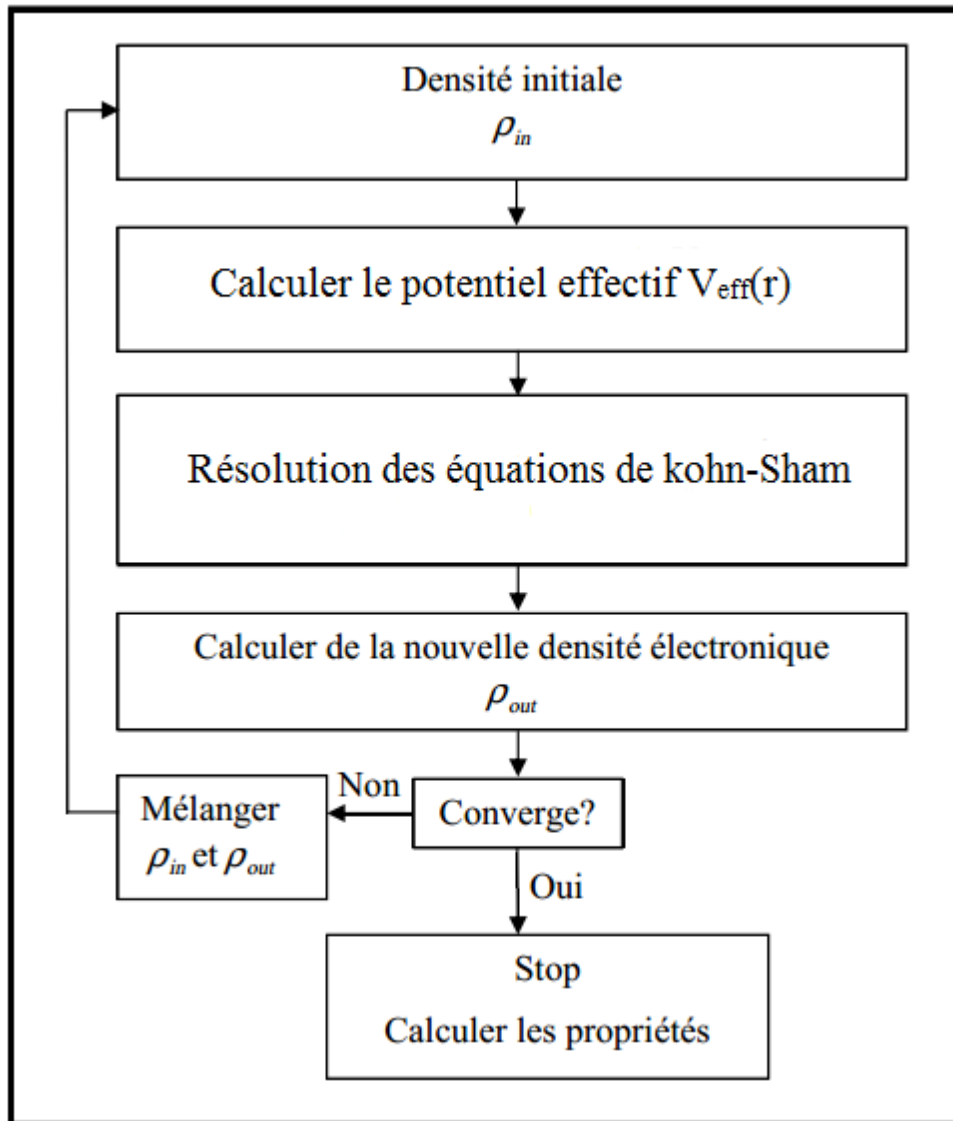 Densité initiale
ρin
Calculer le potentiel effectif Veff(r)
Résolution des équations de kohn-Sham
Calculer de la nouvelle densité électronique
ρout
Non
Converge?
Mélanger
ρin et ρout
Oui
Stop
Calculer les propriétés